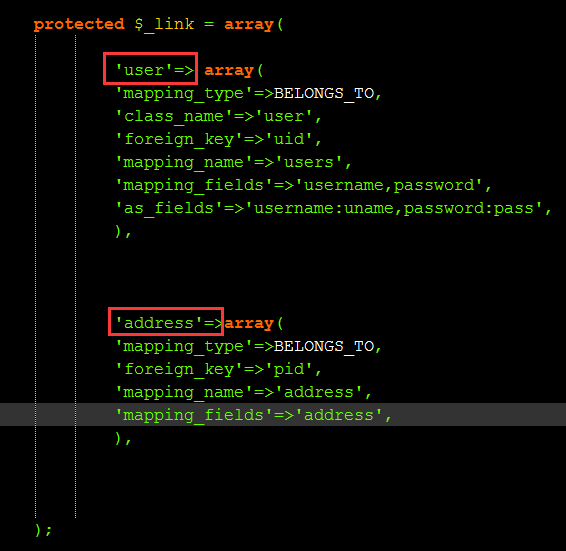 protected $_link = array(
'user'=> array(
'mapping_type'=>BELONGS_TO,
'class_name'=>'user',
'foreign_key'=>'uid',
'mapping_name'=>'users',
'mapping_fields'=>'username,password',
'as_fields'=>'username:uname,password:pass',
),
'address'=>array(
'mapping_type'=>BELONGS_TO,
'foreign_key'=>'pid',
'mapping_name'=>'address',
'mapping_fields'=>'address',
),
);